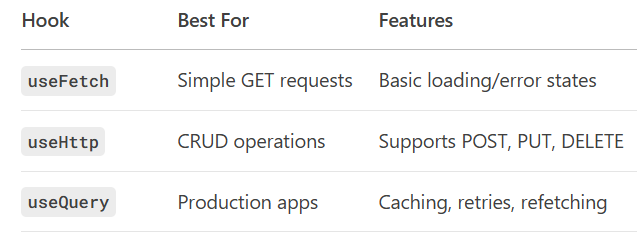 Hook Best For Features
useFetch Simple GET requests Basic loading/error states
useHttp CRUD operations Supports POST, PUT, DELETE
useQuery Production apps Caching, retries, refetching